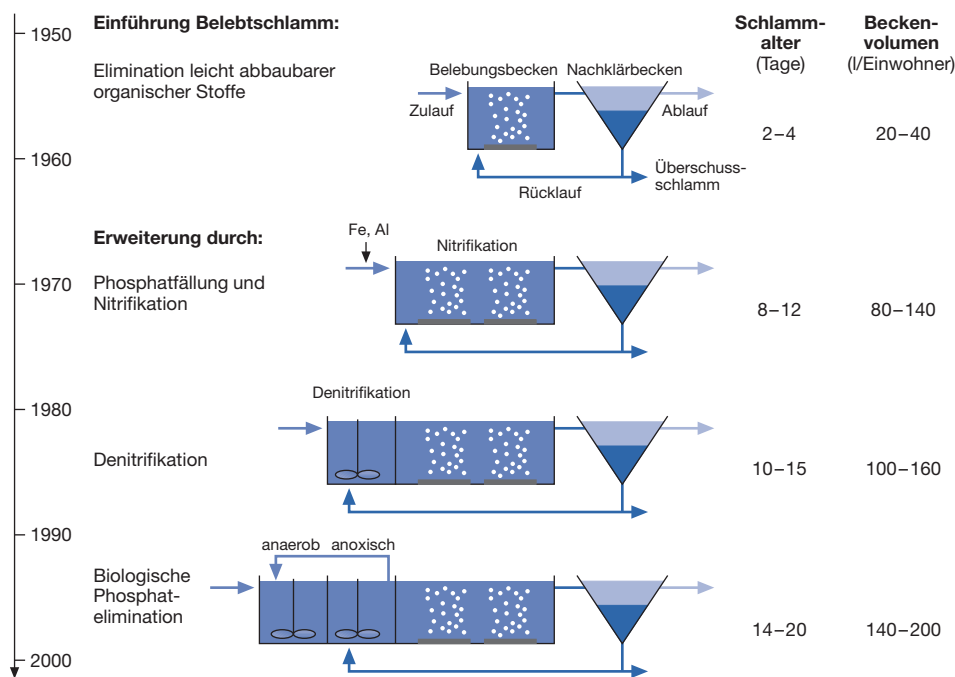 1950
Einführung Belebtschlamm:
Schlamm-
alter
(Tage)
Becken-
volumen
(l/Einwohner)
Elimination leicht abbaubarer
organischer Stoffe
Belebungsbecken
Nachklärbecken
Zulauf
Ablauf
2–4
20–40
1960
Rücklauf
Überschuss-
schlamm
Erweiterung durch:
Fe, Al
Nitrifikation
1970
Phosphatfällung und
Nitrifikation
8–12
80–140
1980
Denitrifikation
Denitrifikation
10–15
100–160
1990
anaerob
anoxisch
Biologische
Phosphat-
elimination
14–20
140–200
2000